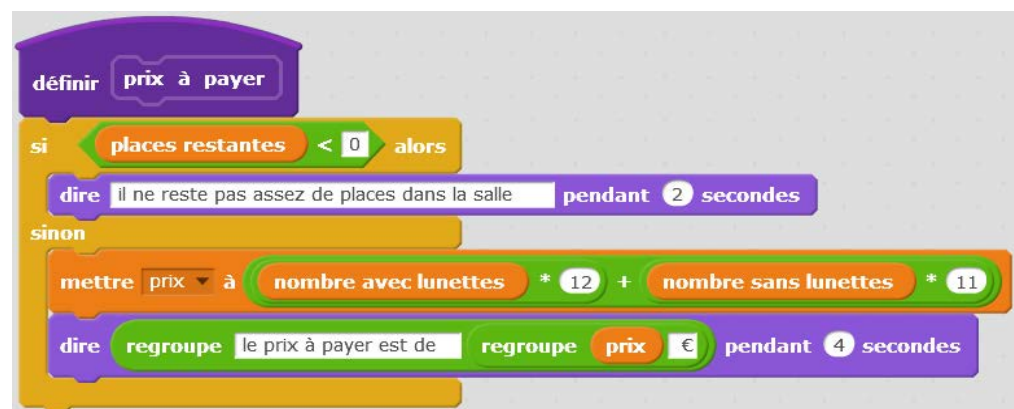 définir prix à payer
si places restantes < 0 alors
dire il ne reste pas assez de places dans la salle pendant 2 secondes
sinon
mettre prix à nombre avec lunettes * 12 + nombre sans lunettes * 11
dire regroupe le prix à payer est de regroupe prix € pendant 4 secondes